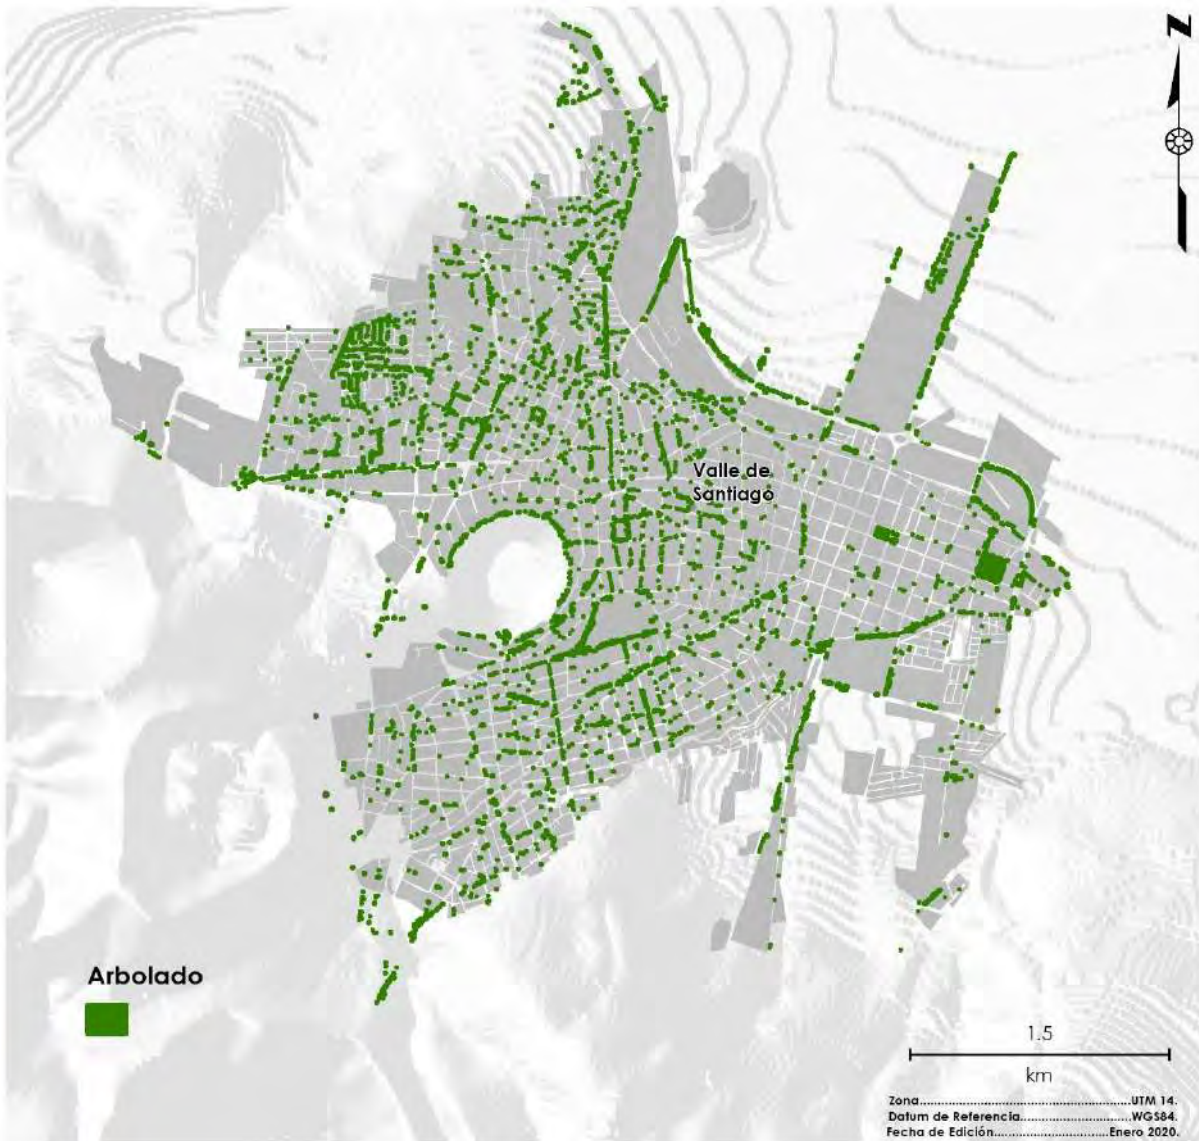 N
Valle de
Santiago
Arbolado
1.5
km
Zona............................................UTM 14.
Datum de Referencia....................WGS84.
Fecha de Edición....................Enero 2020.